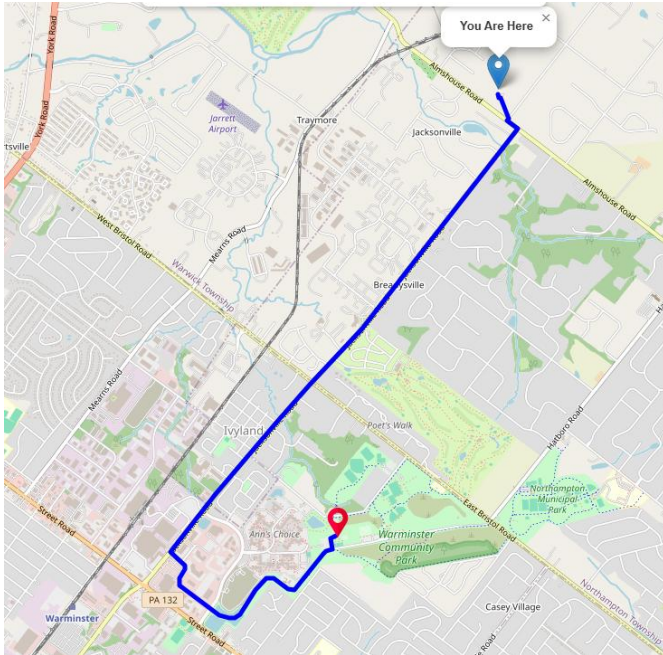 You Are Here
×
York Road
Almshouse Road
Jarrett
Airport
Traymore
Jacksonville
West Bristol Road
Mearns Road
Almshouse Road
Warwick Township
Mearns Road
Poet's Walk
Ivyland
Hatboro Road
Northampton
Municipal
Park
East Bristol Road
Street Road
Ann's Choice
Warminster
Community
Park
PA 132
Warminster
Casey Village
Northampton Township